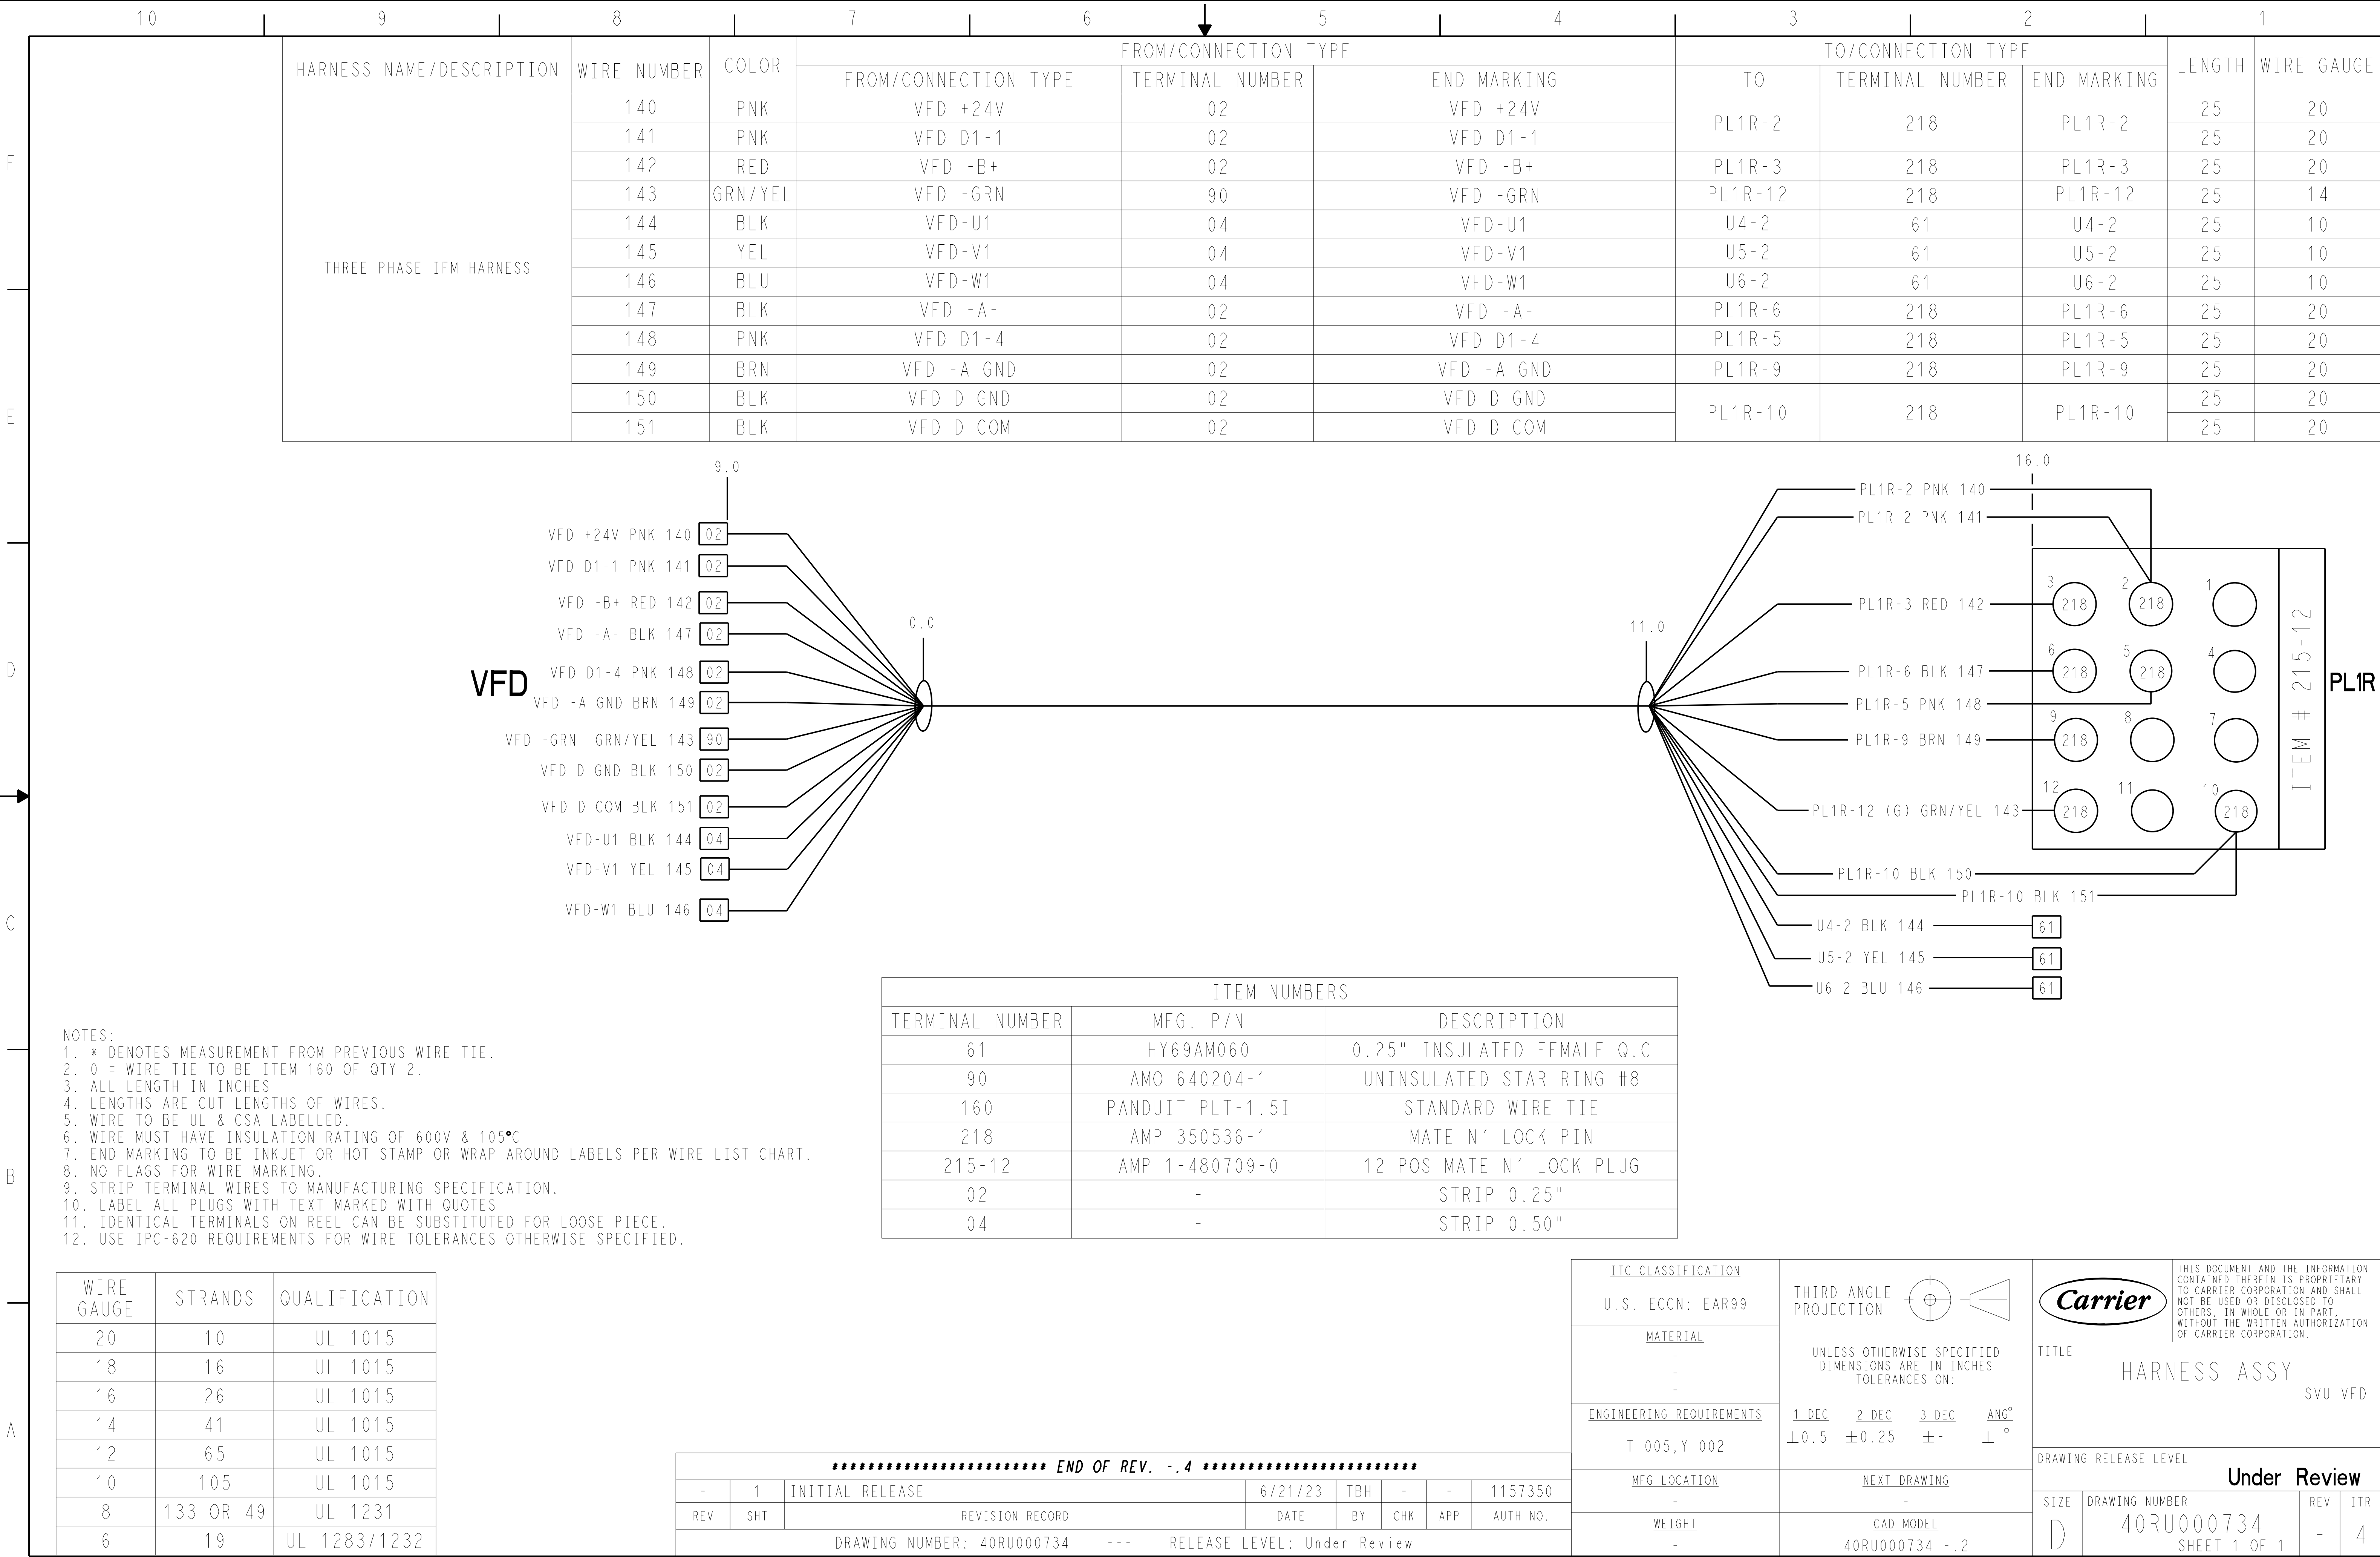 10 9 8 7 6 5 4 3 2 1
F
E
D
C
B
A
HARNESS NAME/DESCRIPTION WIRE NUMBER COLOR FROM/CONNECTION TYPE TO/CONNECTION TYPE LENGTH WIRE GAUGE
FROM/CONNECTION TYPE TERMINAL NUMBER END MARKING TO TERMINAL NUMBER END MARKING
THREE PHASE IFM HARNESS
140 PNK VFD +24V 02 VFD +24V PL1R-2 218 PL1R-2 25 20
141 PNK VFD D1-1 02 VFD D1-1 25 20
142 RED VFD -B+ 02 VFD -B+ PL1R-3 218 PL1R-3 25 20
143 GRN/YEL VFD -GRN 90 VFD -GRN PL1R-12 218 PL1R-12 25 14
144 BLK VFD-U1 04 VFD-U1 U4-2 61 U4-2 25 10
145 YEL VFD-V1 04 VFD-V1 U5-2 61 U5-2 25 10
146 BLU VFD-W1 04 VFD-W1 U6-2 61 U6-2 25 10
147 BLK VFD -A- 02 VFD -A- PL1R-6 218 PL1R-6 25 20
148 PNK VFD D1-4 02 VFD D1-4 PL1R-5 218 PL1R-5 25 20
149 BRN VFD -A GND 02 VFD -A GND PL1R-9 218 PL1R-9 25 20
150 BLK VFD D GND 02 VFD D GND PL1R-10 218 PL1R-10 25 20
151 BLK VFD D COM 02 VFD D COM 25 20
9.0
VFD +24V PNK 140 02
VFD D1-1 PNK 141 02
VFD -B+ RED 142 02
VFD -A- BLK 147 02
VFD D1-4 PNK 148 02
VFD
VFD -A GND BRN 149 02
VFD -GRN GRN/YEL 143 90
VFD D GND BLK 150 02
VFD D COM BLK 151 02
VFD-U1 BLK 144 04
VFD-V1 YEL 145 04
VFD-W1 BLU 146 04
0.0
11.0
16.0
PL1R-2 PNK 140
PL1R-2 PNK 141
PL1R-3 RED 142
PL1R-6 BLK 147
PL1R-5 PNK 148
PL1R-9 BRN 149
PL1R-12 (G) GRN/YEL 143
PL1R-10 BLK 150
PL1R-10 BLK 151
U4-2 BLK 144 61
U5-2 YEL 145 61
U6-2 BLU 146 61
3 2 1
218 218
6 5 4
218 218
9 8 7
218
12 11 10
218 218
ITEM # 215-12
PL1R
ITEM NUMBERS
TERMINAL NUMBER MFG. P/N DESCRIPTION
61 HY69AM060 0.25" INSULATED FEMALE Q.C
90 AMO 640204-1 UNINSULATED STAR RING #8
160 PANDUIT PLT-1.5I STANDARD WIRE TIE
218 AMP 350536-1 MATE N' LOCK PIN
215-12 AMP 1-480709-0 12 POS MATE N' LOCK PLUG
02 - STRIP 0.25"
04 - STRIP 0.50"
NOTES:
1. * DENOTES MEASUREMENT FROM PREVIOUS WIRE TIE.
2. 0 = WIRE TIE TO BE ITEM 160 OF QTY 2.
3. ALL LENGTH IN INCHES
4. LENGTHS ARE CUT LENGTHS OF WIRES.
5. WIRE TO BE UL & CSA LABELLED.
6. WIRE MUST HAVE INSULATION RATING OF 600V & 105°C
7. END MARKING TO BE INKJET OR HOT STAMP OR WRAP AROUND LABELS PER WIRE LIST CHART.
8. NO FLAGS FOR WIRE MARKING.
9. STRIP TERMINAL WIRES TO MANUFACTURING SPECIFICATION.
10. LABEL ALL PLUGS WITH TEXT MARKED WITH QUOTES
11. IDENTICAL TERMINALS ON REEL CAN BE SUBSTITUTED FOR LOOSE PIECE.
12. USE IPC-620 REQUIREMENTS FOR WIRE TOLERANCES OTHERWISE SPECIFIED.
WIRE GAUGE STRANDS QUALIFICATION
20 10 UL 1015
18 16 UL 1015
16 26 UL 1015
14 41 UL 1015
12 65 UL 1015
10 105 UL 1015
8 133 OR 49 UL 1231
6 19 UL 1283/1232
######################## END OF REV. -.4 ########################
- 1 INITIAL RELEASE 6/21/23 TBH - - 1157350
REV SHT REVISION RECORD DATE BY CHK APP AUTH NO.
DRAWING NUMBER: 40RU000734 --- RELEASE LEVEL: Under Review
ITC CLASSIFICATION
U.S. ECCN: EAR99
MATERIAL
-
-
-
ENGINEERING REQUIREMENTS
T-005,Y-002
MFG LOCATION
-
WEIGHT
-
THIRD ANGLE
PROJECTION
UNLESS OTHERWISE SPECIFIED
DIMENSIONS ARE IN INCHES
TOLERANCES ON:
1 DEC 2 DEC 3 DEC ANG°
±0.5 ±0.25 ±- ±-°
NEXT DRAWING
-
CAD MODEL
40RU000734 -.2
Carrier
THIS DOCUMENT AND THE INFORMATION
CONTAINED THEREIN IS PROPRIETARY
TO CARRIER CORPORATION AND SHALL
NOT BE USED OR DISCLOSED TO
OTHERS, IN WHOLE OR IN PART,
WITHOUT THE WRITTEN AUTHORIZATION
OF CARRIER CORPORATION.
TITLE
HARNESS ASSY
SVU VFD
DRAWING RELEASE LEVEL
Under Review
SIZE DRAWING NUMBER REV ITR
D 40RU000734 - 4
SHEET 1 OF 1